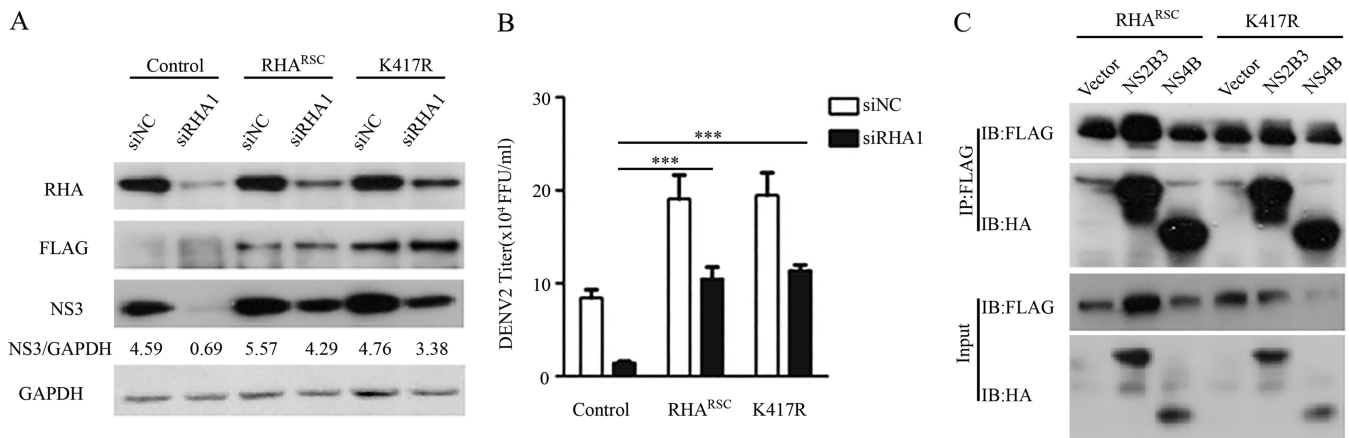 A
Control RHA^RSC K417R
siNC siRHA1 siNC siRHA1 siNC siRHA1
RHA
FLAG
NS3
NS3/GAPDH 4.59 0.69 5.57 4.29 4.76 3.38
GAPDH
B
30
20
10
0
DENV2 Titer(x10⁴ FFU/ml)
siNC
siRHA1
***
***
Control RHA^RSC K417R
C
RHA^RSC K417R
Vector NS2B3 NS4B Vector NS2B3 NS4B
IP:FLAG
IB:FLAG
IB:HA
Input
IB:FLAG
IB:HA